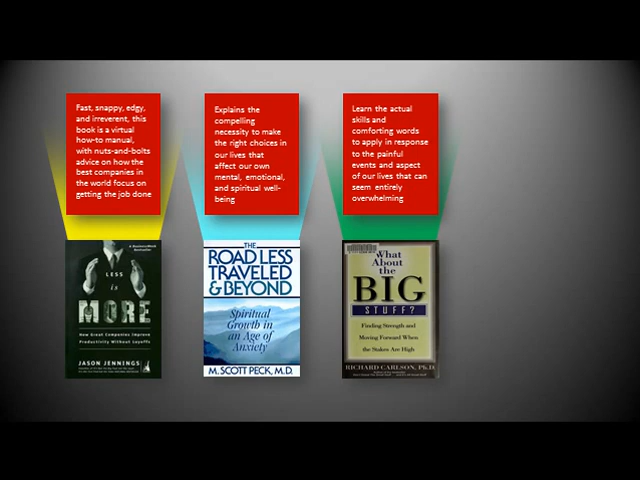 Fast, snappy, edgy,
and irreverent, this
book is a virtual
how-to manual,
with nuts-and-bolts
advice on how the
best companies in
the world focus on
getting the job done
Explains the
compelling
necessity to make
the right choices in
our lives that
affect our own
mental, emotional,
and spiritual well-
being
Learn the actual
skills and
comforting words
to apply in response
to the painful
events and aspect
of our lives that can
seem entirely
overwhelming
LESS
is
MORE
How Great Companies Improve
Productivity Without Layoffs
JASON JENNINGS
THE
ROAD LESS
TRAVELED
& BEYOND
Spiritual
Growth in
an Age of
Anxiety
M. SCOTT PECK, M.D.
What
About
the
BIG
STUFF?
Finding Strength and
Moving Forward When
the Stakes Are High
RICHARD CARLSON, Ph.D.